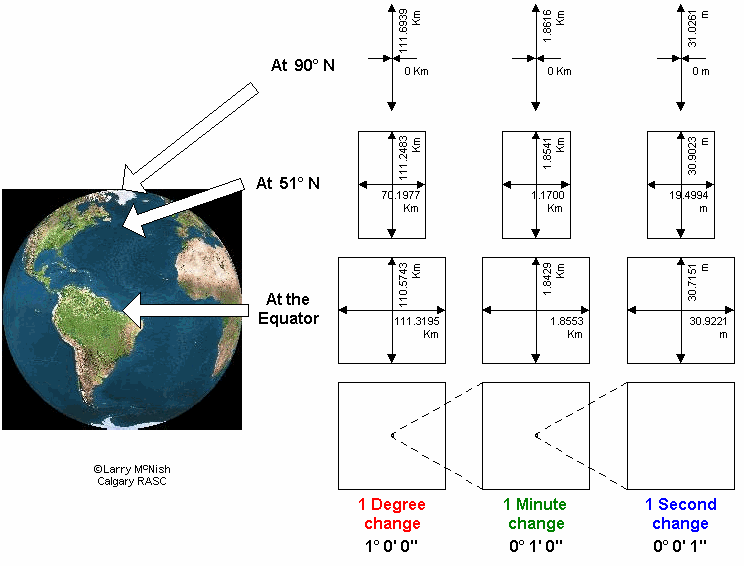 At 90° N
111.6939
Km
0 Km
1.8616
Km
0 Km
31.0261
m
0 m
At 51° N
111.2483
Km
70.1977
Km
1.8541
Km
1.1700
Km
30.9023
m
19.4994
m
At the
Equator
110.5743
Km
111.3195
Km
1.8429
Km
1.8553
Km
30.7151
m
30.9221
m
©Larry McNish
Calgary RASC
1 Degree
change
1° 0' 0"
1 Minute
change
0° 1' 0"
1 Second
change
0° 0' 1"